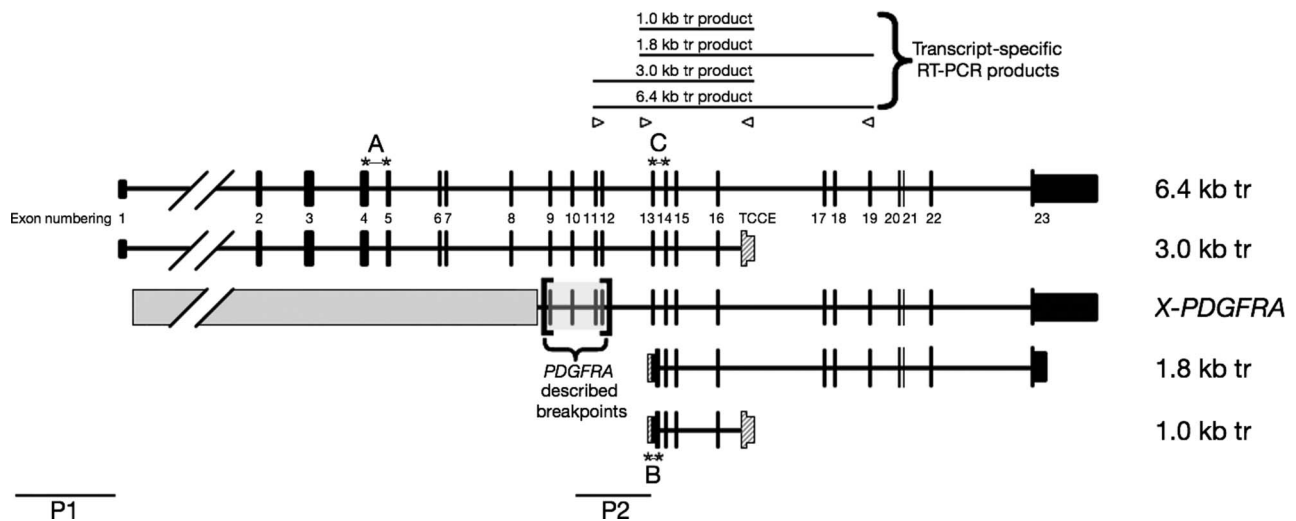 1.0 kb tr product
1.8 kb tr product
3.0 kb tr product
6.4 kb tr product
Transcript-specific
RT-PCR products
A
* *
C
* *
6.4 kb tr
Exon numbering 1 2 3 4 5 6 7 8 9 10 11 12 13 14 15 16 TCCE 17 18 19 20 21 22 23
3.0 kb tr
X-PDGFRA
PDGFRA
described
breakpoints
1.8 kb tr
1.0 kb tr
**
B
P1
P2